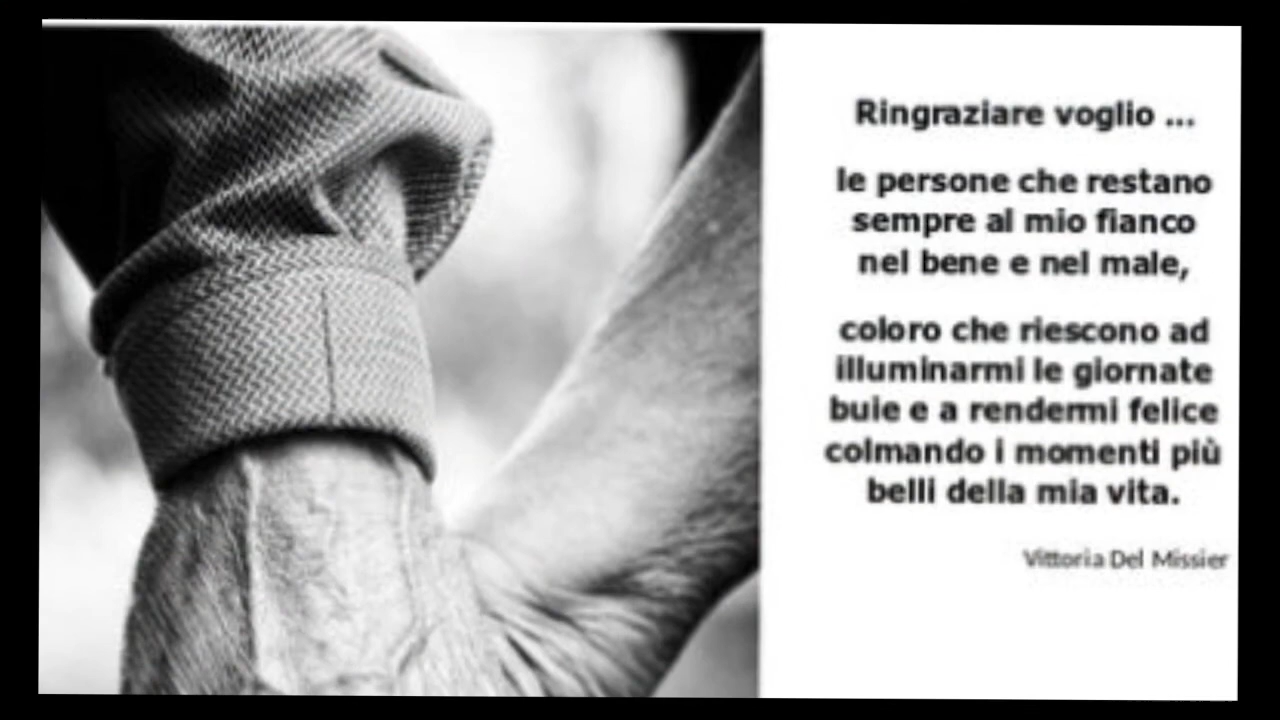 Ringraziare voglio ...
le persone che restano
sempre al mio fianco
nel bene e nel male,
coloro che riescono ad
illuminarmi le giornate
buie e a rendermi felice
colmando i momenti più
belli della mia vita.
Vittoria Del Missier